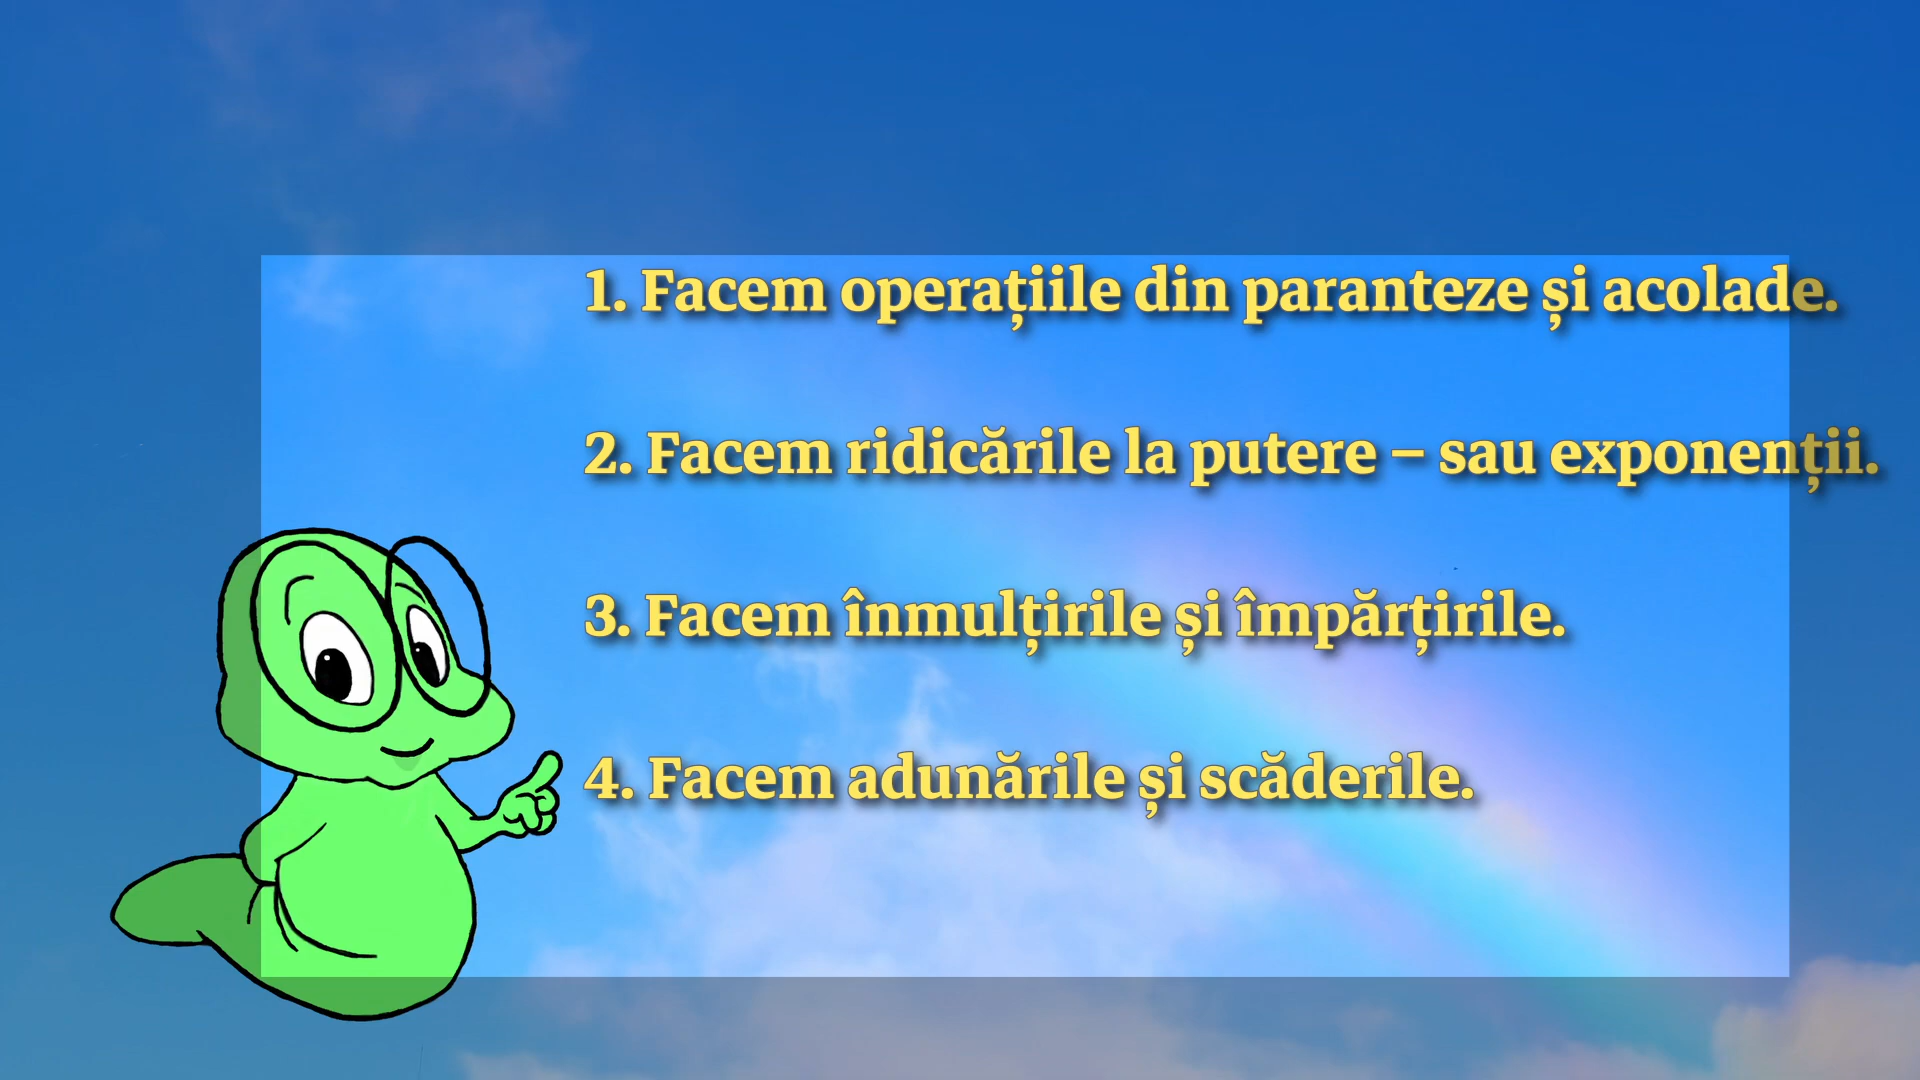 1. Facem operațiile din paranteze și acolade.
2. Facem ridicările la putere – sau exponenții.
3. Facem înmulțirile și împărțirile.
4. Facem adunările și scăderile.